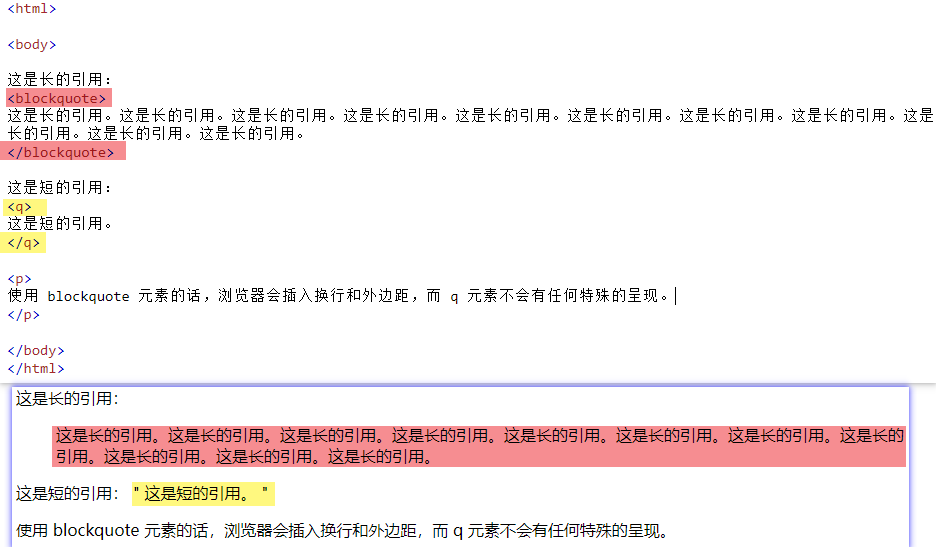 <html>
<body>
这是长的引用：
<blockquote>
这是长的引用。这是长的引用。这是长的引用。这是长的引用。这是长的引用。这是长的引用。这是长的引用。这是长的引用。这是
长的引用。这是长的引用。这是长的引用。
</blockquote>
这是短的引用：
<q>
这是短的引用。
</q>
<p>
使用 blockquote 元素的话，浏览器会插入换行和外边距，而 q 元素不会有任何特殊的呈现。
</p>
</body>
</html>
这是长的引用：
这是长的引用。这是长的引用。这是长的引用。这是长的引用。这是长的引用。这是长的引用。这是长的引用。这是长的
引用。这是长的引用。这是长的引用。这是长的引用。
这是短的引用： " 这是短的引用。 "
使用 blockquote 元素的话，浏览器会插入换行和外边距，而 q 元素不会有任何特殊的呈现。